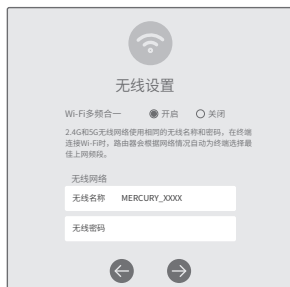 无线设置
Wi-Fi多频合一 开启 关闭
2.4G和5G无线网络使用相同的无线名称和密码，在终端
连接Wi-Fi时，路由器会根据网络情况自动为终端选择最
佳上网频段。
无线网络
无线名称 MERCURY_XXXX
无线密码